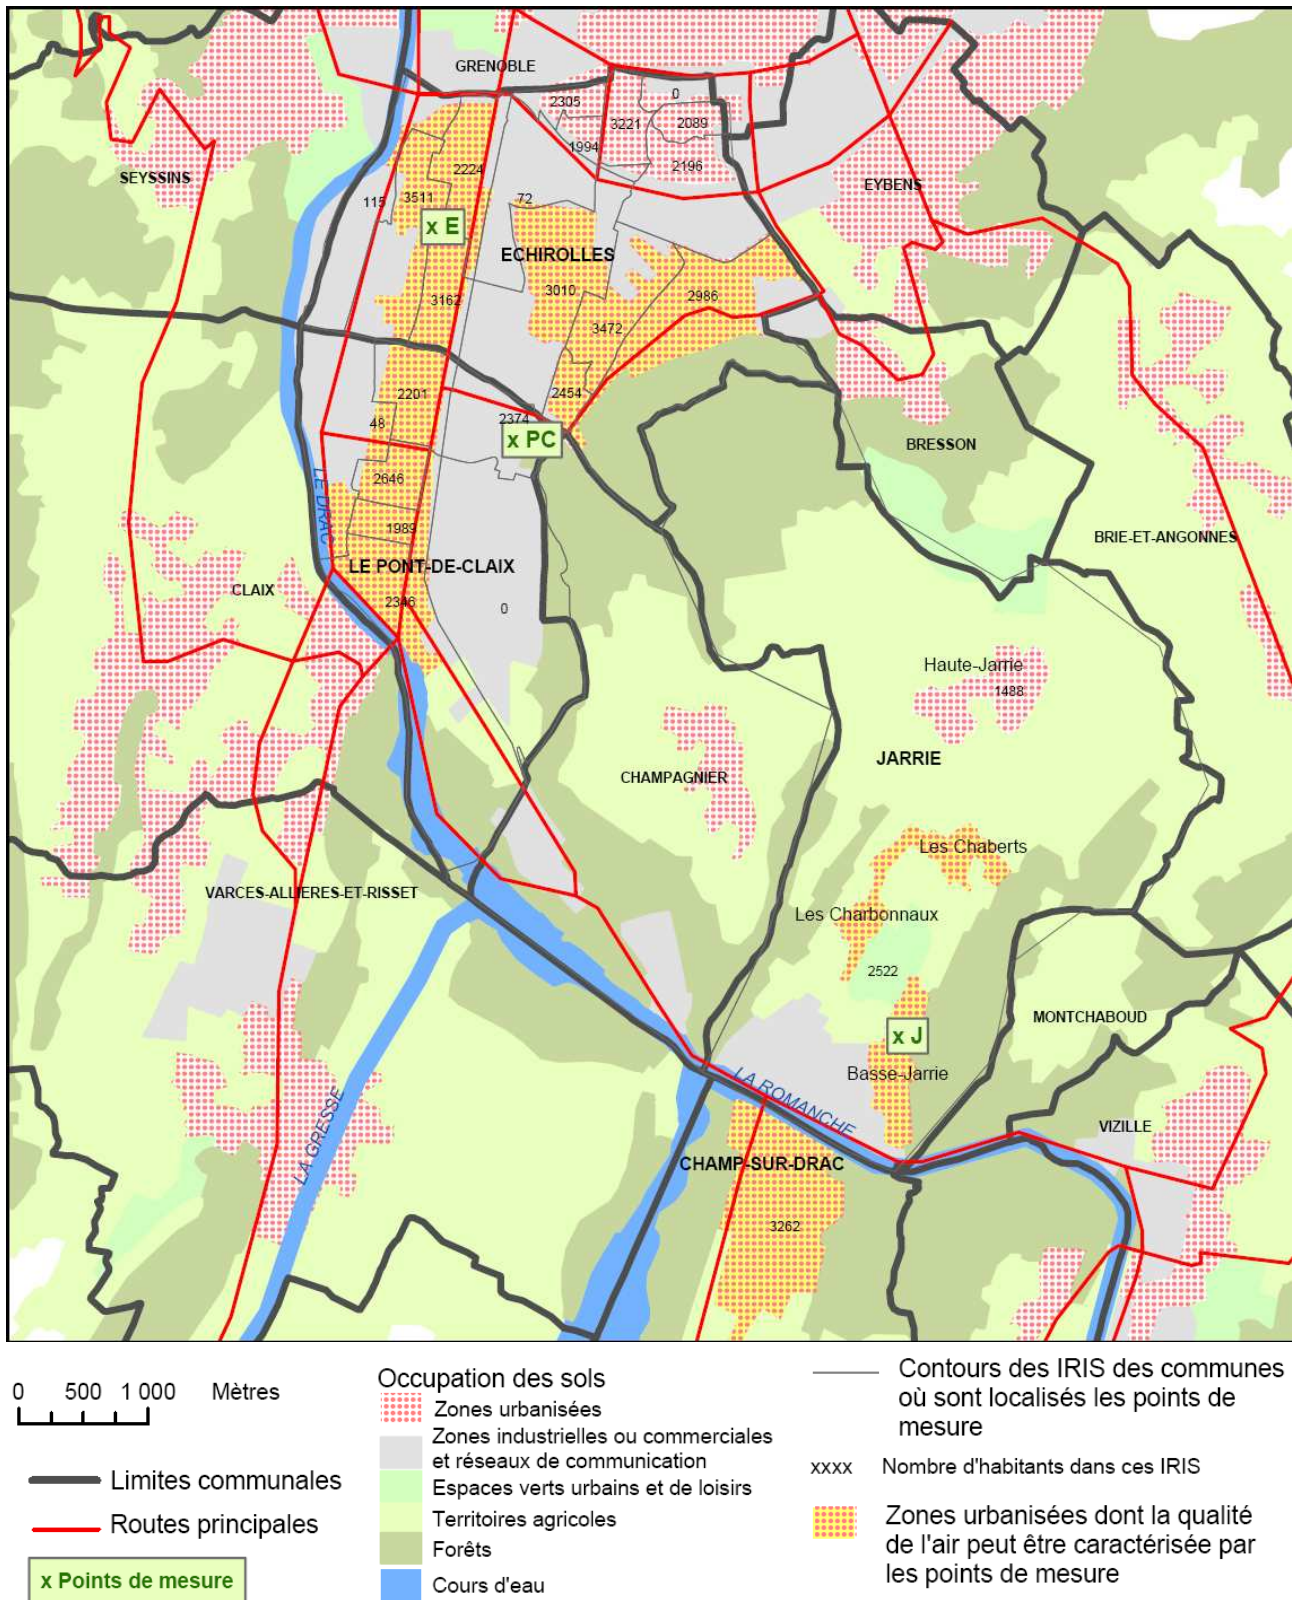 GRENOBLE
0
2305
2089
3221
1994
2196
SEYSSINS
2224
EYBENS
115
3511
72
x E
ECHIROLLES
3010
2986
3162
3472
2201
2454
48
2374
x PC
BRESSON
2646
LE DRAC
1989
BRIE-ET-ANGONNES
LE PONT-DE-CLAIX
CLAIX
2346
0
Haute-Jarrie
1488
JARRIE
CHAMPAGNIER
Les Chaberts
VARCES-ALLIERES-ET-RISSET
Les Charbonnaux
2522
MONTCHABOUD
x J
Basse-Jarrie
LA ROMANCHE
VIZILLE
LA GRESSE
CHAMP-SUR-DRAC
3262
0 500 1 000 Mètres
Limites communales
Routes principales
x Points de mesure
Occupation des sols
Zones urbanisées
Zones industrielles ou commerciales
et réseaux de communication
Espaces verts urbains et de loisirs
Territoires agricoles
Forêts
Cours d'eau
Contours des IRIS des communes
où sont localisés les points de
mesure
xxxx Nombre d'habitants dans ces IRIS
Zones urbanisées dont la qualité
de l'air peut être caractérisée par
les points de mesure